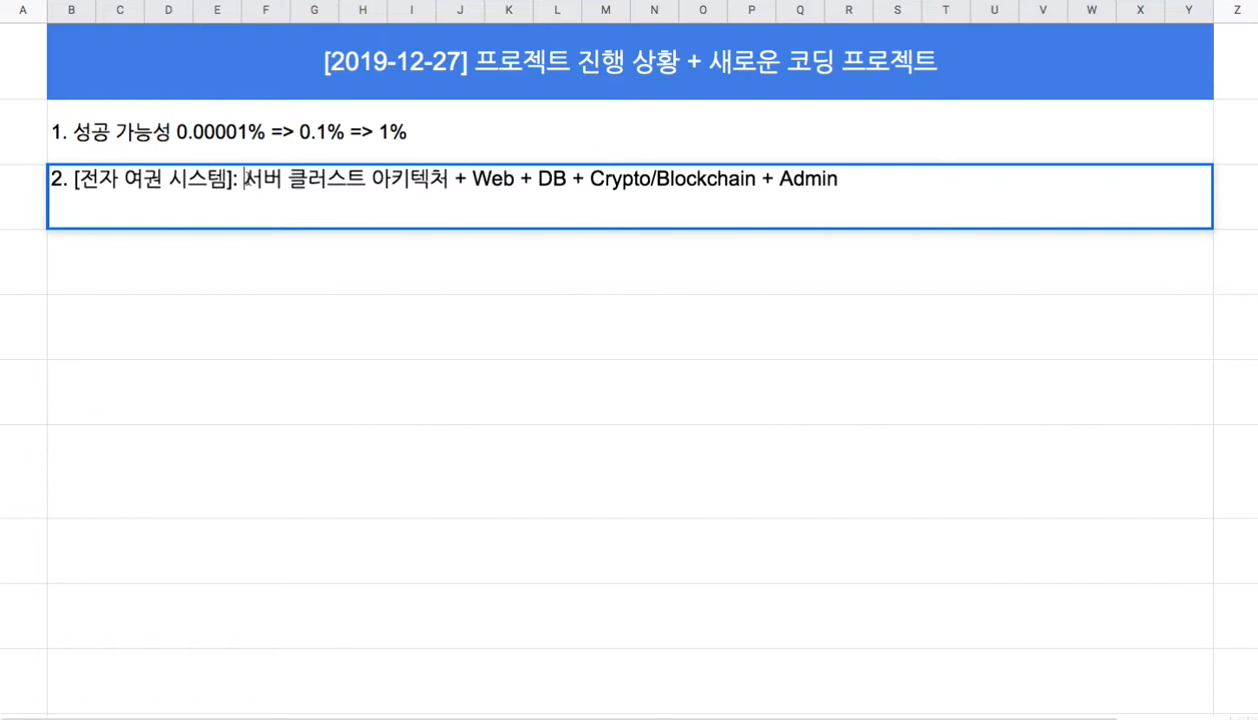 A B C D E F G H I J K L M N O P Q R S T U V W X Y Z
[2019-12-27] 프로젝트 진행 상황 + 새로운 코딩 프로젝트
1. 성공 가능성 0.00001% => 0.1% => 1%
2. [전자 여권 시스템]: 서버 클러스트 아키텍처 + Web + DB + Crypto/Blockchain + Admin